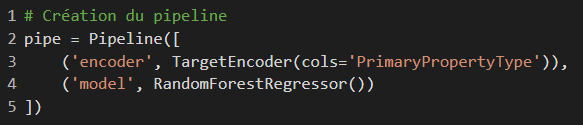 1 # Création du pipeline
2 pipe = Pipeline([
3     ('encoder', TargetEncoder(cols='PrimaryPropertyType')),
4     ('model', RandomForestRegressor())
5 ])